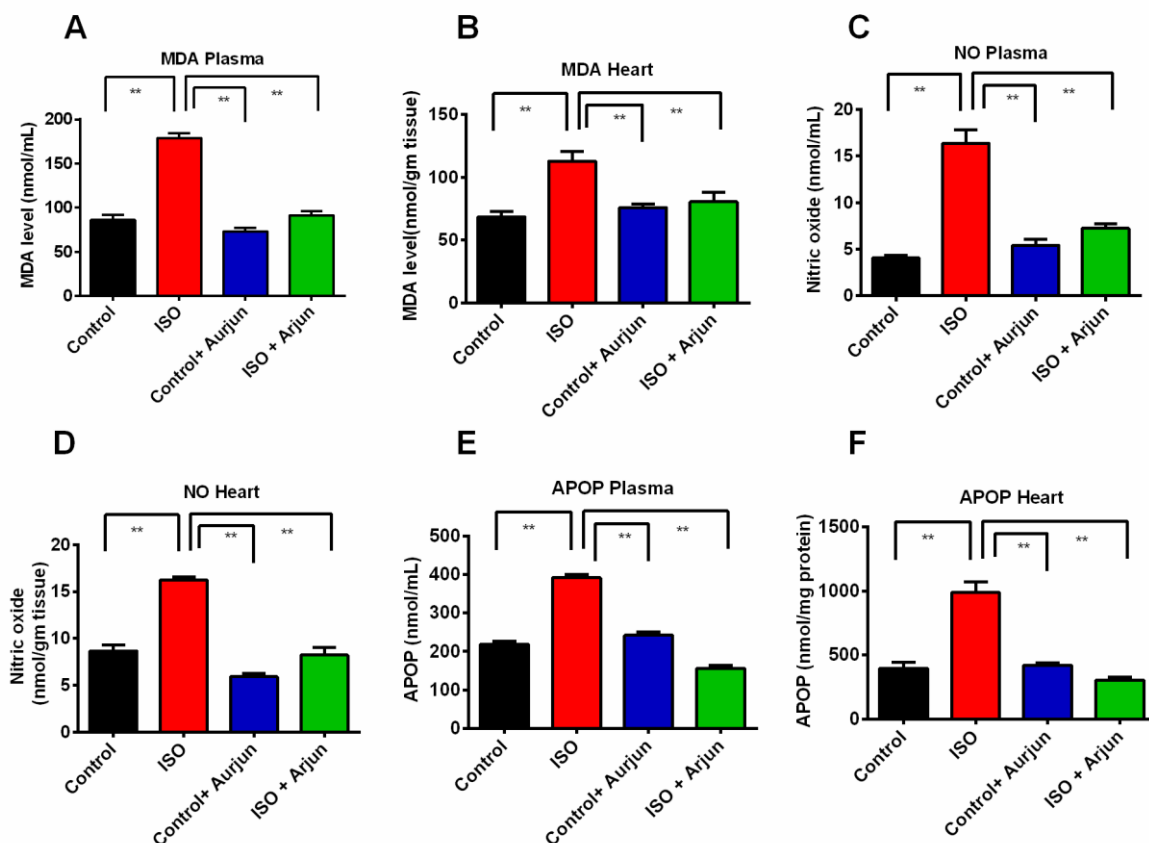 A
MDA Plasma
**
**
**
MDA level (nmol/mL)
200
150
100
50
0
Control
ISO
Control+ Aurjun
ISO + Arjun
B
MDA Heart
**
**
**
MDA level(nmol/gm tissue)
150
100
50
0
Control
ISO
Control+ Aurjun
ISO + Arjun
C
NO Plasma
**
**
**
Nitric oxide (nmol/mL)
20
15
10
5
0
Control
ISO
Control+ Aurjun
ISO + Arjun
D
NO Heart
**
**
**
Nitric oxide
(nmol/gm tissue)
20
15
10
5
0
Control
ISO
Control+ Aurjun
ISO + Arjun
E
APOP Plasma
**
**
**
APOP (nmol/mL)
500
400
300
200
100
0
Control
ISO
Control+ Aurjun
ISO + Arjun
F
APOP Heart
**
**
**
APOP (nmol/mg protein)
1500
1000
500
0
Control
ISO
Control+ Aurjun
ISO + Arjun